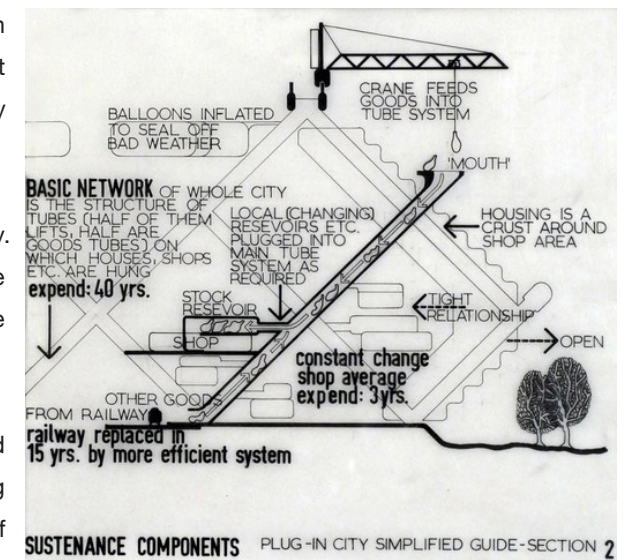 n
t
y
y.
e
e
d
g
f
CRANE FEEDS
GOODS INTO
TUBE SYSTEM
BALLOONS INFLATED
TO SEAL OFF
BAD WEATHER
'MOUTH'
BASIC NETWORK OF WHOLE CITY
IS THE STRUCTURE OF
TUBES (HALF OF THEM
LIFTS, HALF ARE
GOODS TUBES) ON
WHICH HOUSES, SHOPS
ETC. ARE HUNG
expend: 40 yrs.
LOCAL (CHANGING)
RESEVOIRS ETC.
PLUGGED INTO
MAIN TUBE
SYSTEM AS
REQUIRED
HOUSING IS A
CRUST AROUND
SHOP AREA
STOCK
RESEVOIR
SHOP
TIGHT
RELATIONSHIP
OPEN
constant change
shop average
expend: 3yrs.
OTHER GOODS
FROM RAILWAY
railway replaced in
15 yrs. by more efficient system
SUSTENANCE COMPONENTS PLUG-IN CITY SIMPLIFIED GUIDE-SECTION 2